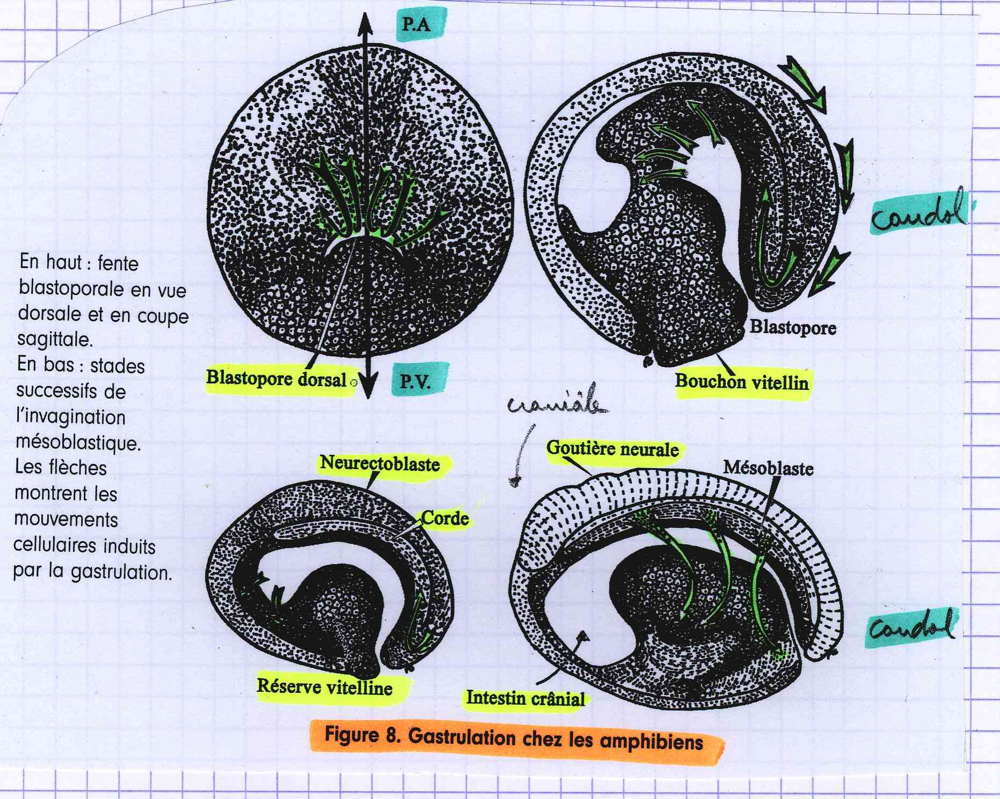 P.A
caudal
En haut : fente
blastoporale en vue
dorsale et en coupe
sagittale.
En bas : stades
successifs de
l'invagination
mésoblastique.
Les flèches
montrent les
mouvements
cellulaires induits
par la gastrulation.
Blastopore
Blastopore dorsal
P.V.
Bouchon vitellin
craniâle
Goutière neurale
Neurectoblaste
Mésoblaste
Corde
caudal
Réserve vitelline
Intestin crânial
Figure 8. Gastrulation chez les amphibiens